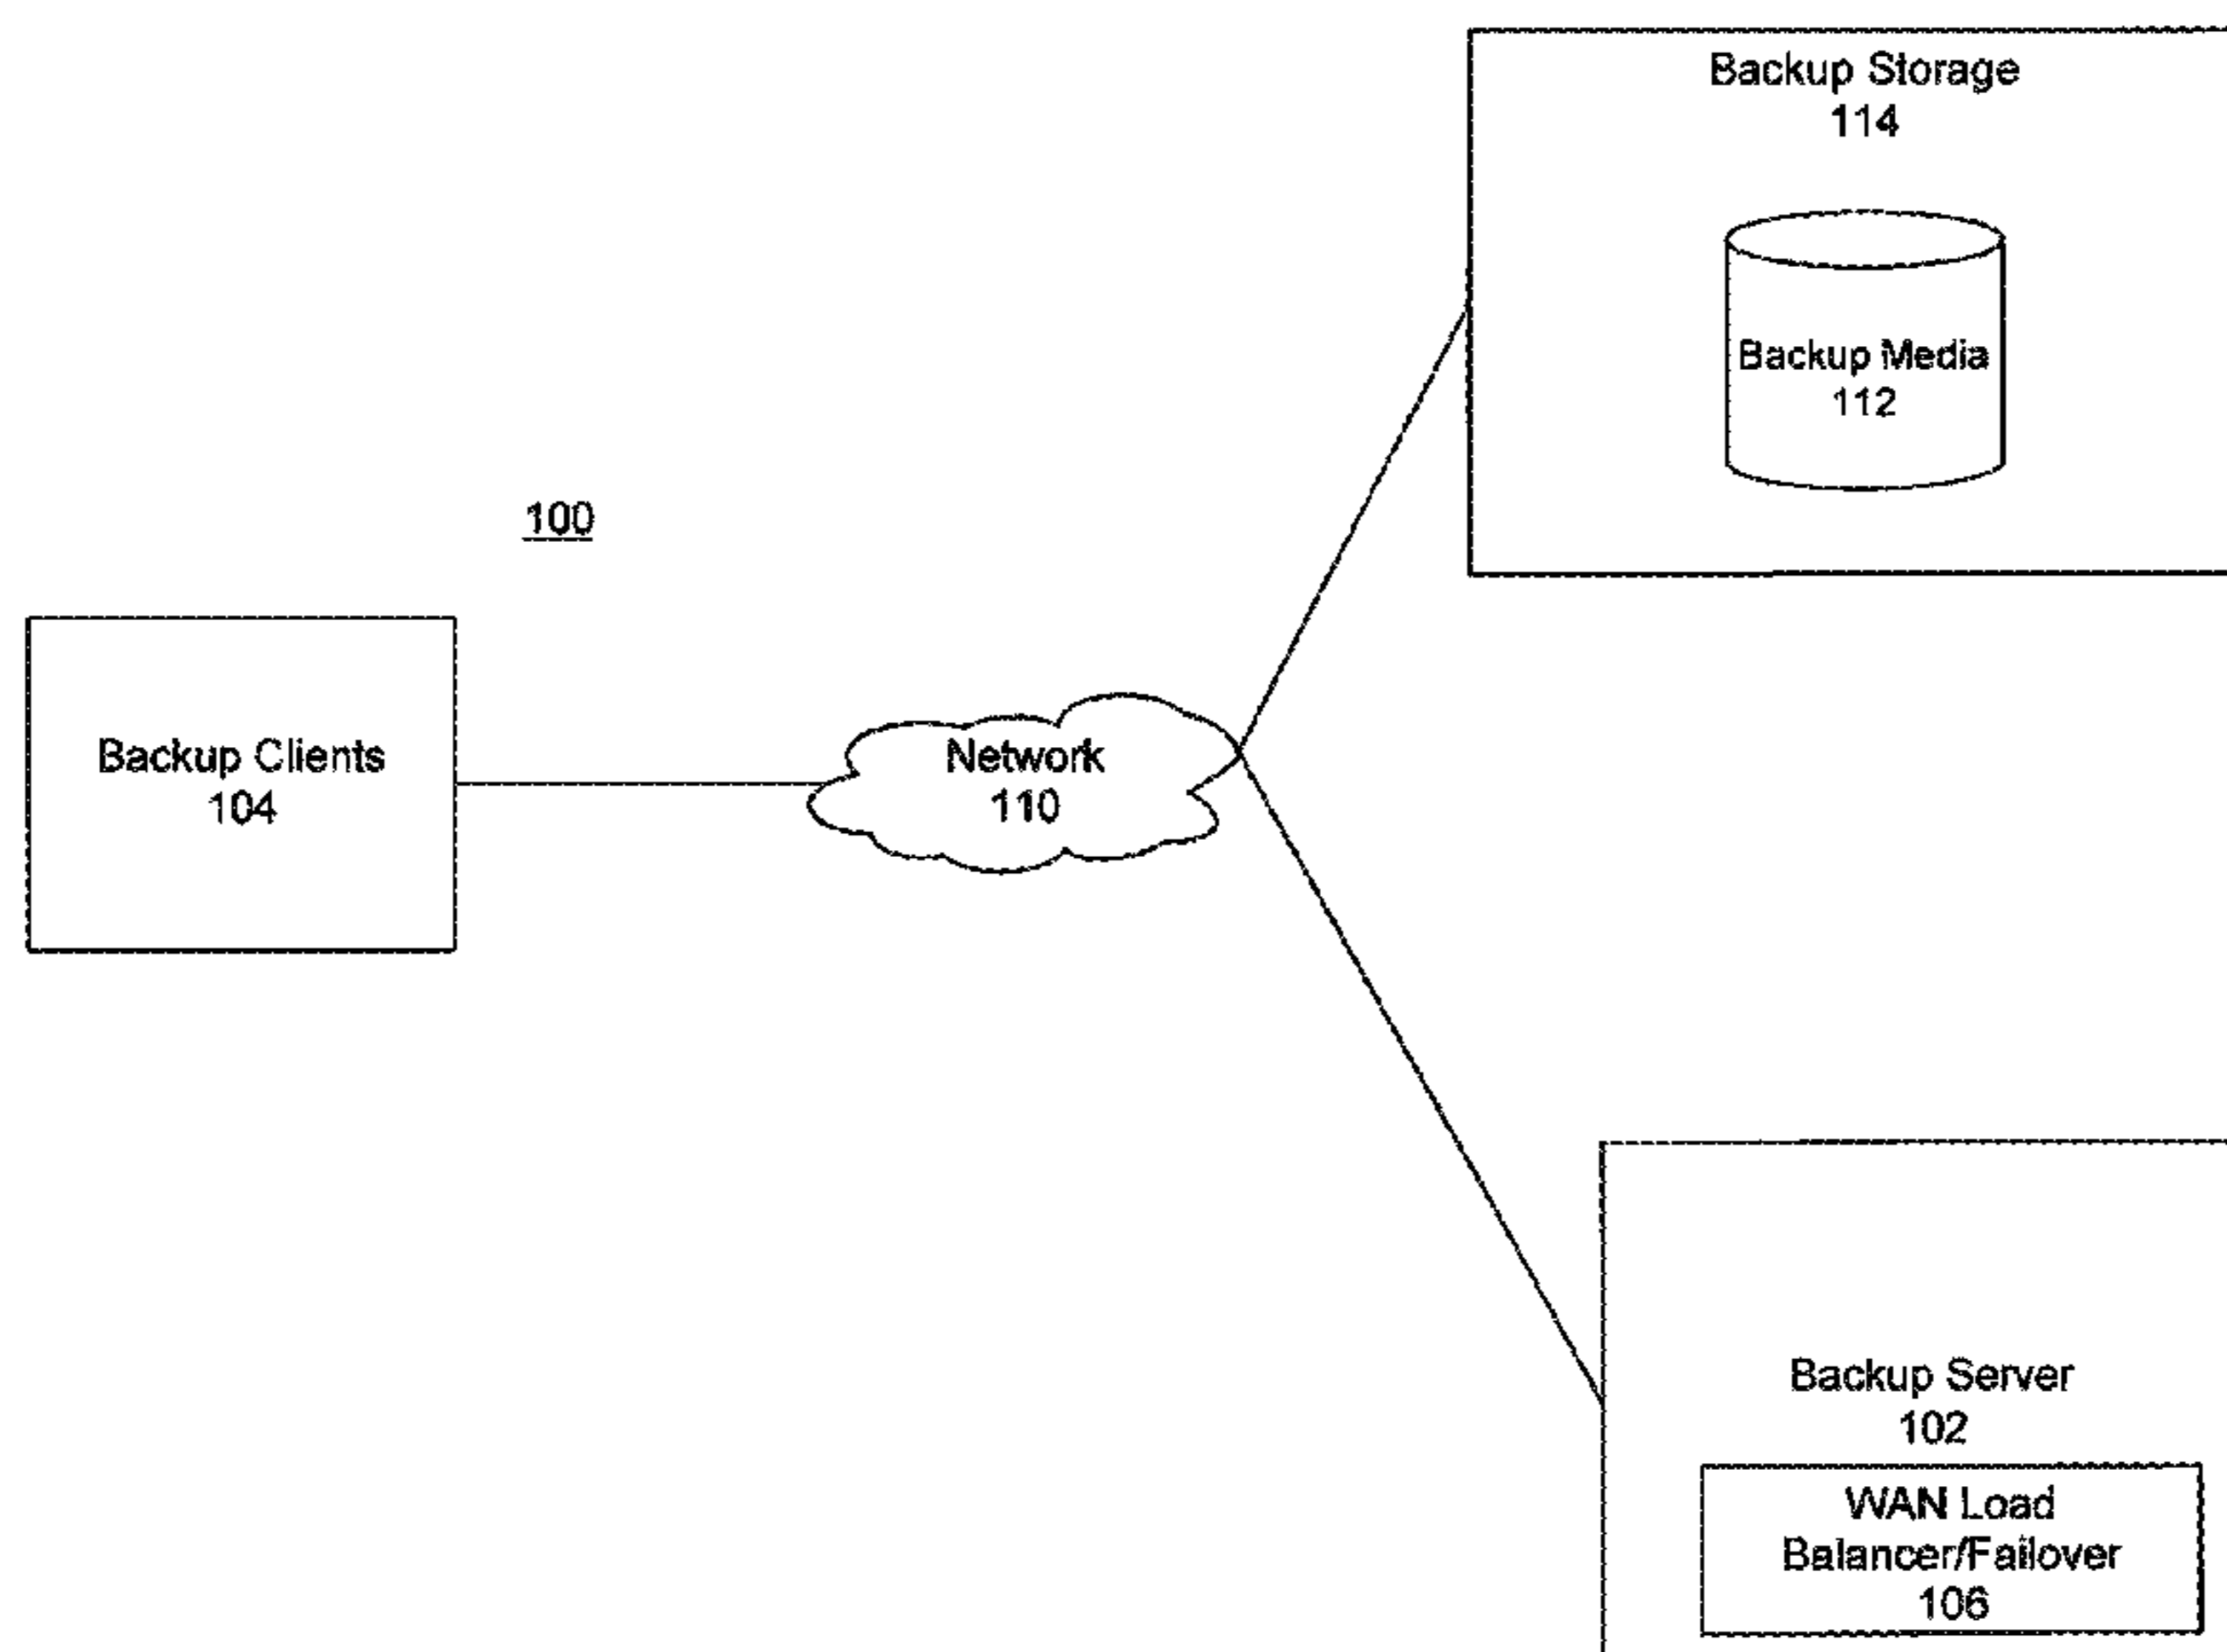 Backup Storage
114
Backup Media
112
100
Backup Clients
104
Network
110
Backup Server
102
WAN Load
Balancer/Failover
106